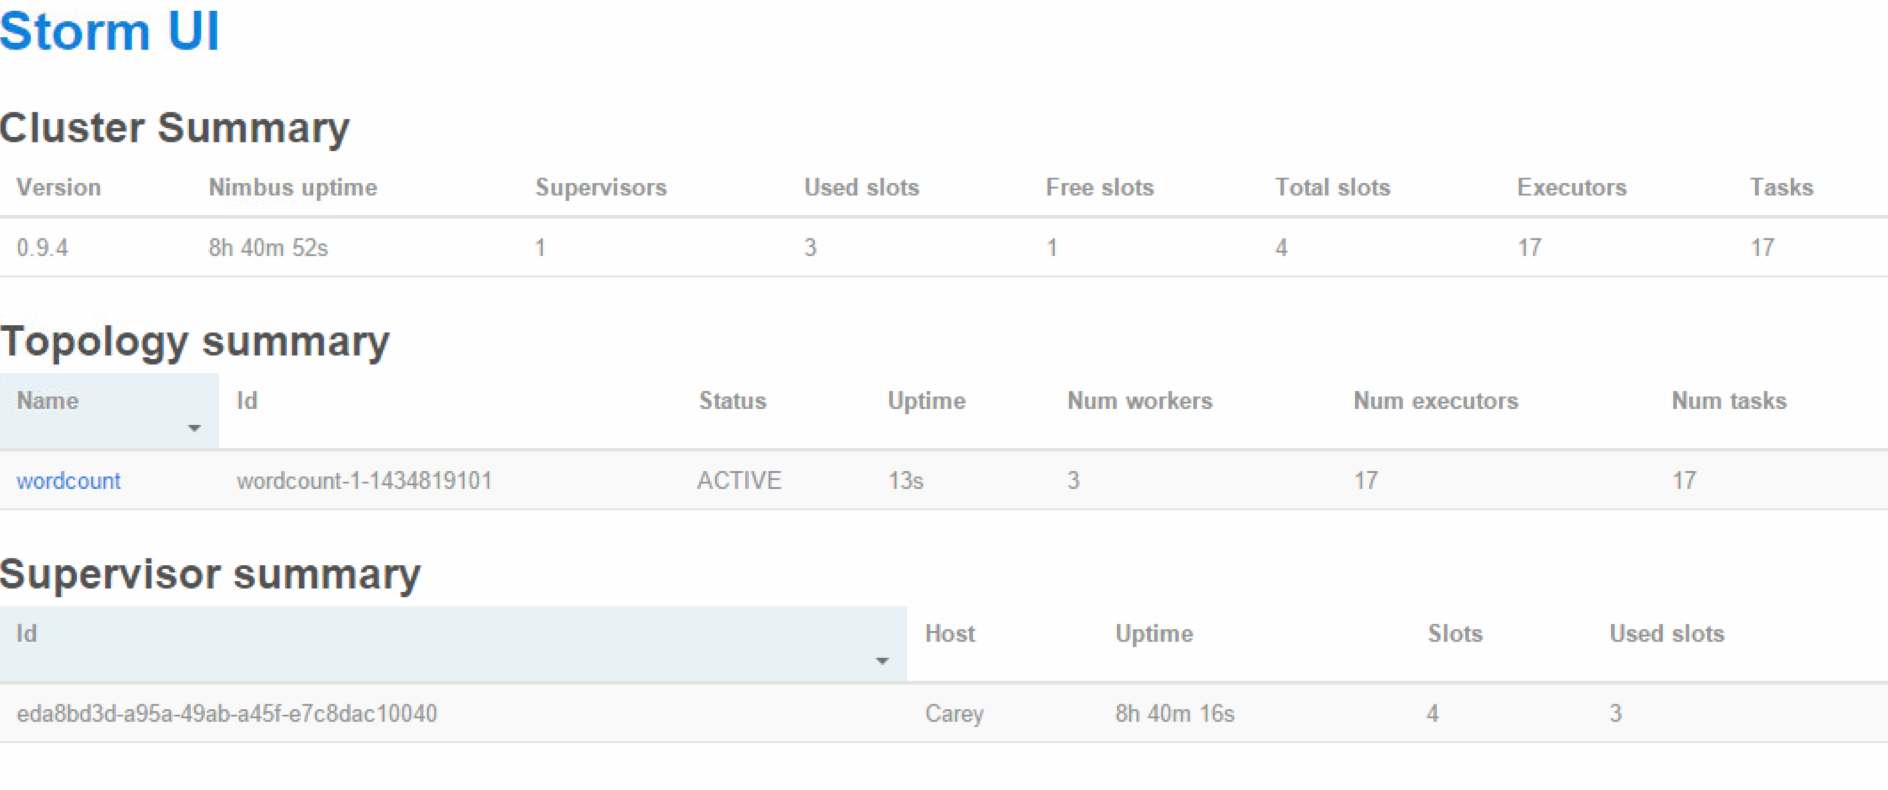 Storm UI
Cluster Summary
Version Nimbus uptime Supervisors Used slots Free slots Total slots Executors Tasks
0.9.4 8h 40m 52s 1 3 1 4 17 17
Topology summary
Name Id Status Uptime Num workers Num executors Num tasks
wordcount wordcount-1-1434819101 ACTIVE 13s 3 17 17
Supervisor summary
Id Host Uptime Slots Used slots
eda8bd3d-a95a-49ab-a45f-e7c8dac10040 Carey 8h 40m 16s 4 3